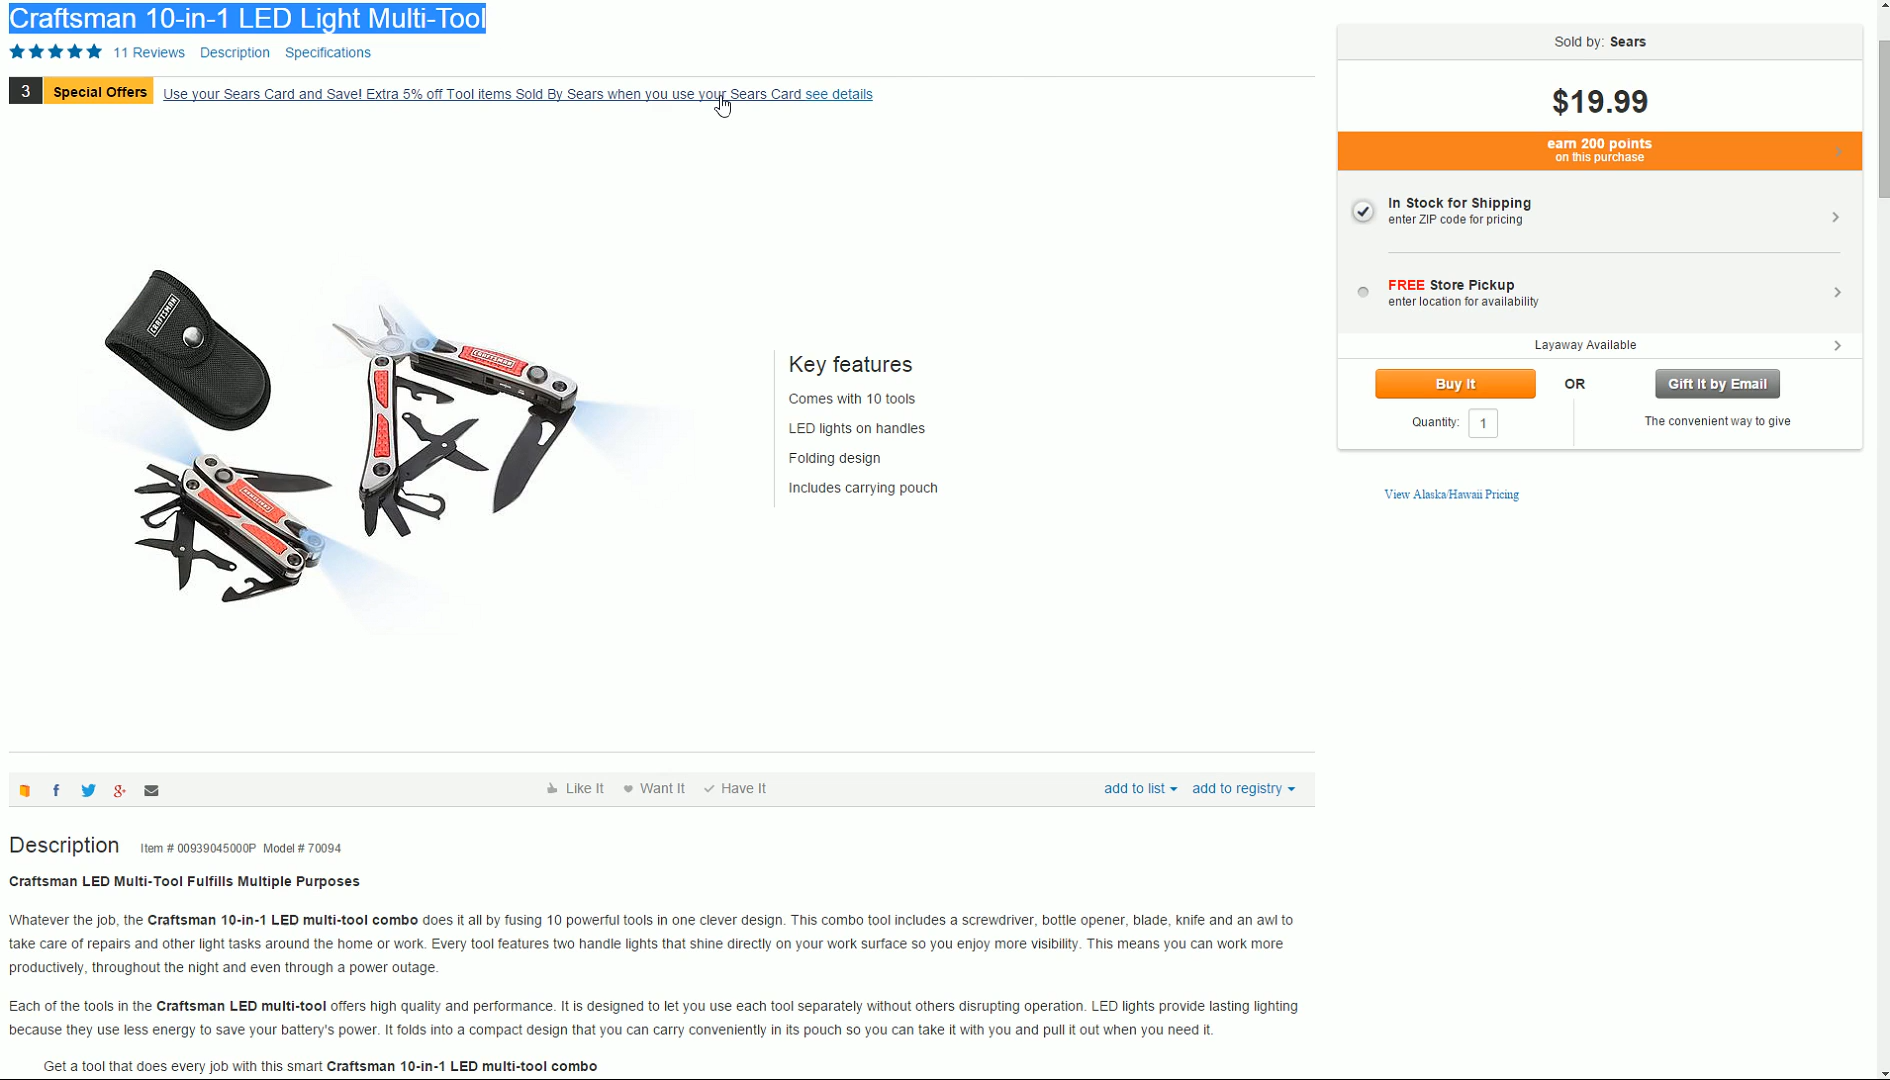 Craftsman 10-in-1 LED Light Multi-Tool
11 Reviews Description Specifications
3 Special Offers Use your Sears Card and Save! Extra 5% off Tool items Sold By Sears when you use your Sears Card see details
CRAFTSMAN
CRAFTSMAN
CRAFTSMAN
Key features
Comes with 10 tools
LED lights on handles
Folding design
Includes carrying pouch
Sold by: Sears
$19.99
earn 200 points
on this purchase
In Stock for Shipping
enter ZIP code for pricing
FREE Store Pickup
enter location for availability
Layaway Available
Buy It OR Gift It by Email
Quantity: 1 The convenient way to give
View Alaska/Hawaii Pricing
Like It Want It Have It add to list add to registry
Description Item # 00939045000P Model # 70094
Craftsman LED Multi-Tool Fulfills Multiple Purposes
Whatever the job, the Craftsman 10-in-1 LED multi-tool combo does it all by fusing 10 powerful tools in one clever design. This combo tool includes a screwdriver, bottle opener, blade, knife and an awl to
take care of repairs and other light tasks around the home or work. Every tool features two handle lights that shine directly on your work surface so you enjoy more visibility. This means you can work more
productively, throughout the night and even through a power outage.
Each of the tools in the Craftsman LED multi-tool offers high quality and performance. It is designed to let you use each tool separately without others disrupting operation. LED lights provide lasting lighting
because they use less energy to save your battery's power. It folds into a compact design that you can carry conveniently in its pouch so you can take it with you and pull it out when you need it.
Get a tool that does every job with this smart Craftsman 10-in-1 LED multi-tool combo